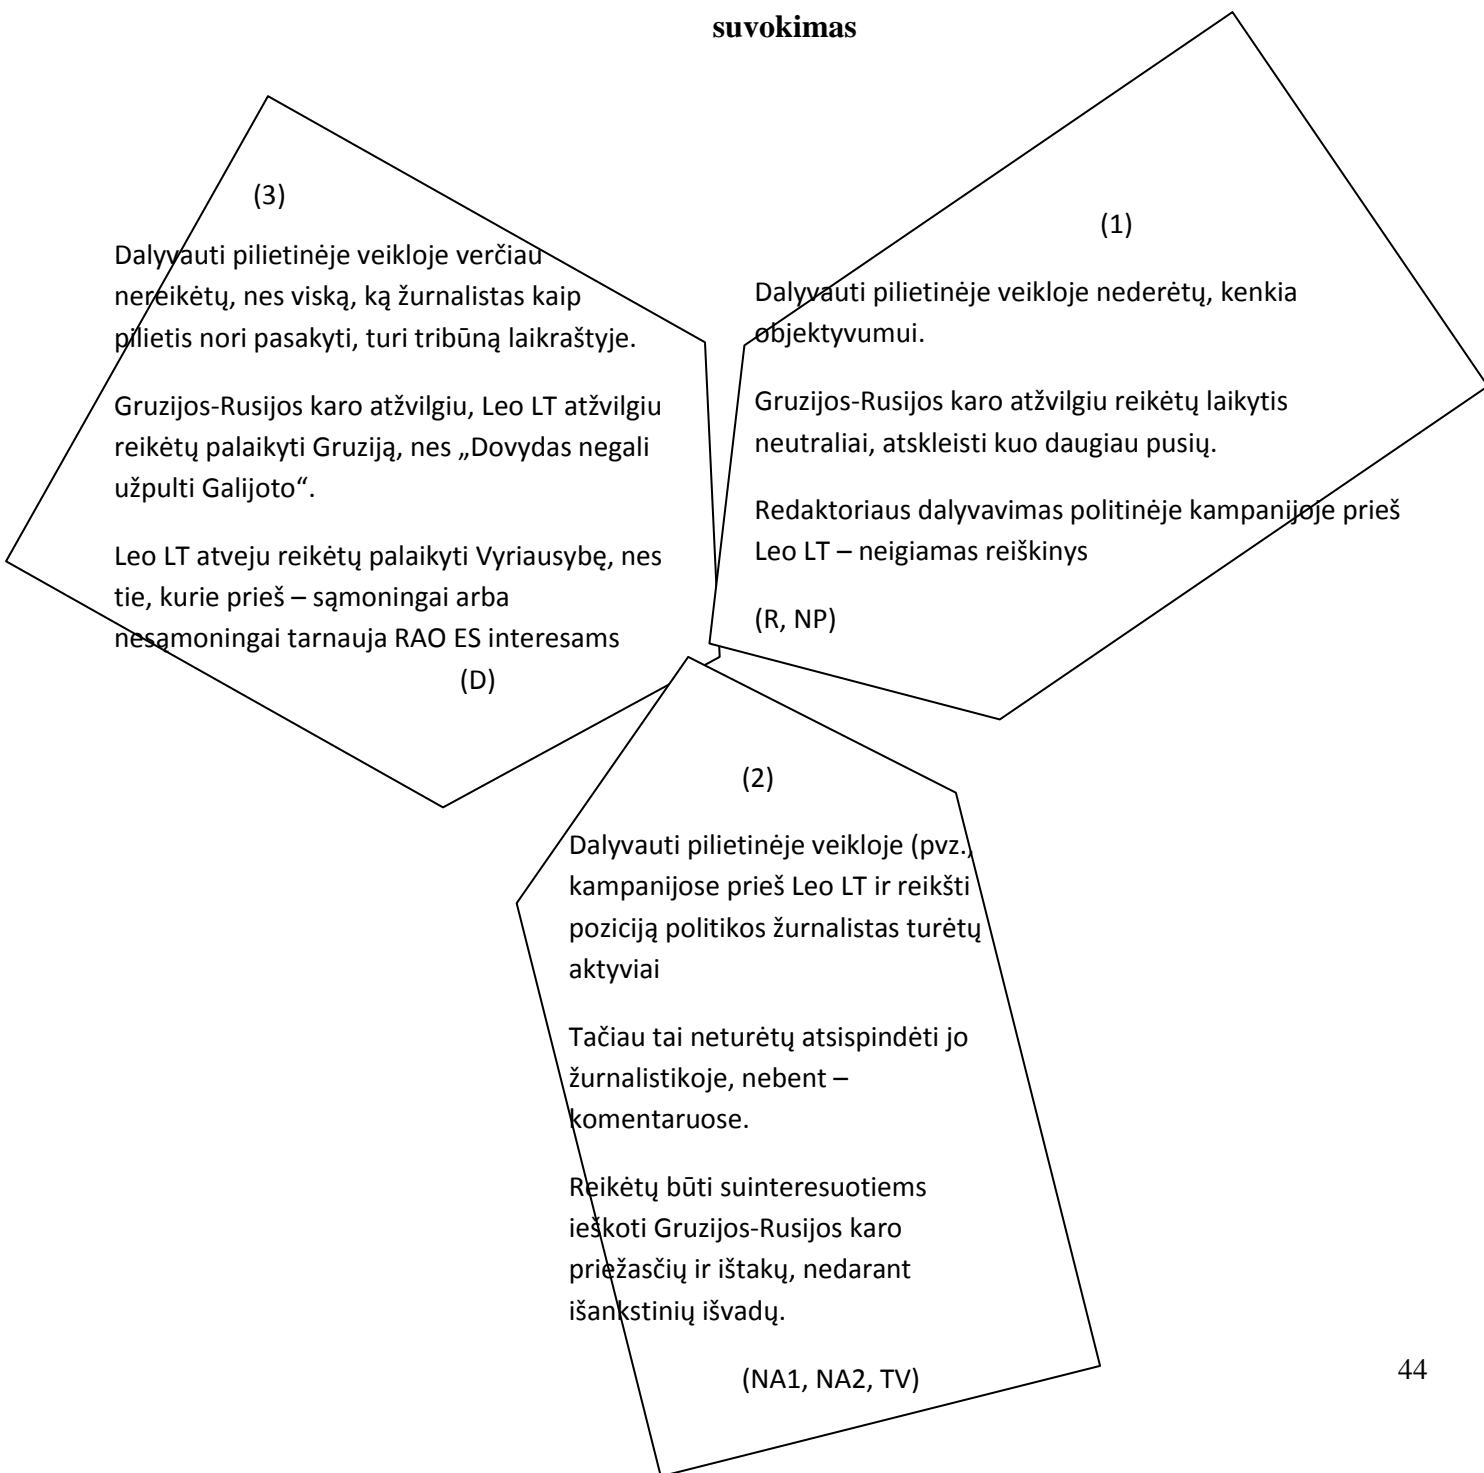 suvokimas
(3)
Dalyvauti pilietinėje veikloje verčiau
nereikėtų, nes viską, ką žurnalistas kaip
pilietis nori pasakyti, turi tribūną laikraštyje.
Gruzijos-Rusijos karo atžvilgiu, Leo LT atžvilgiu
reikėtų palaikyti Gruziją, nes „Dovydas negali
užpulti Galijoto“.
Leo LT atveju reikėtų palaikyti Vyriausybę, nes
tie, kurie prieš – sąmoningai arba
nesąmoningai tarnauja RAO ES interesams
(D)
(1)
Dalyvauti pilietinėje veikloje nederėtų, kenkia
objektyvumui.
Gruzijos-Rusijos karo atžvilgiu reikėtų laikytis
neutraliai, atskleisti kuo daugiau pusių.
Redaktoriaus dalyvavimas politinėje kampanijoje prieš
Leo LT – neigiamas reiškinys
(R, NP)
(2)
Dalyvauti pilietinėje veikloje (pvz.,
kampanijose prieš Leo LT ir reikšti
poziciją politikos žurnalistas turėtų
aktyviai
Tačiau tai neturėtų atsispindėti jo
žurnalistikoje, nebent –
komentaruose.
Reikėtų būti suinteresuotiems
ieškoti Gruzijos-Rusijos karo
priežasčių ir ištakų, nedarant
išankstinių išvadų.
(NA1, NA2, TV)
44